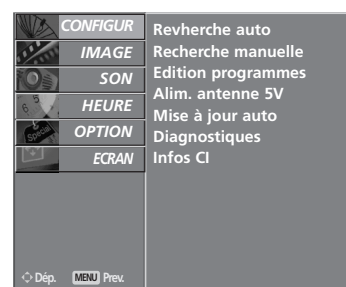 CONFIGUR
IMAGE
SON
HEURE
OPTION
ECRAN
Revherche auto
Recherche manuelle
Edition programmes
Alim. antenne 5V
Mise à jour auto
Diagnostiques
Infos CI
Dép. MENU Prev.